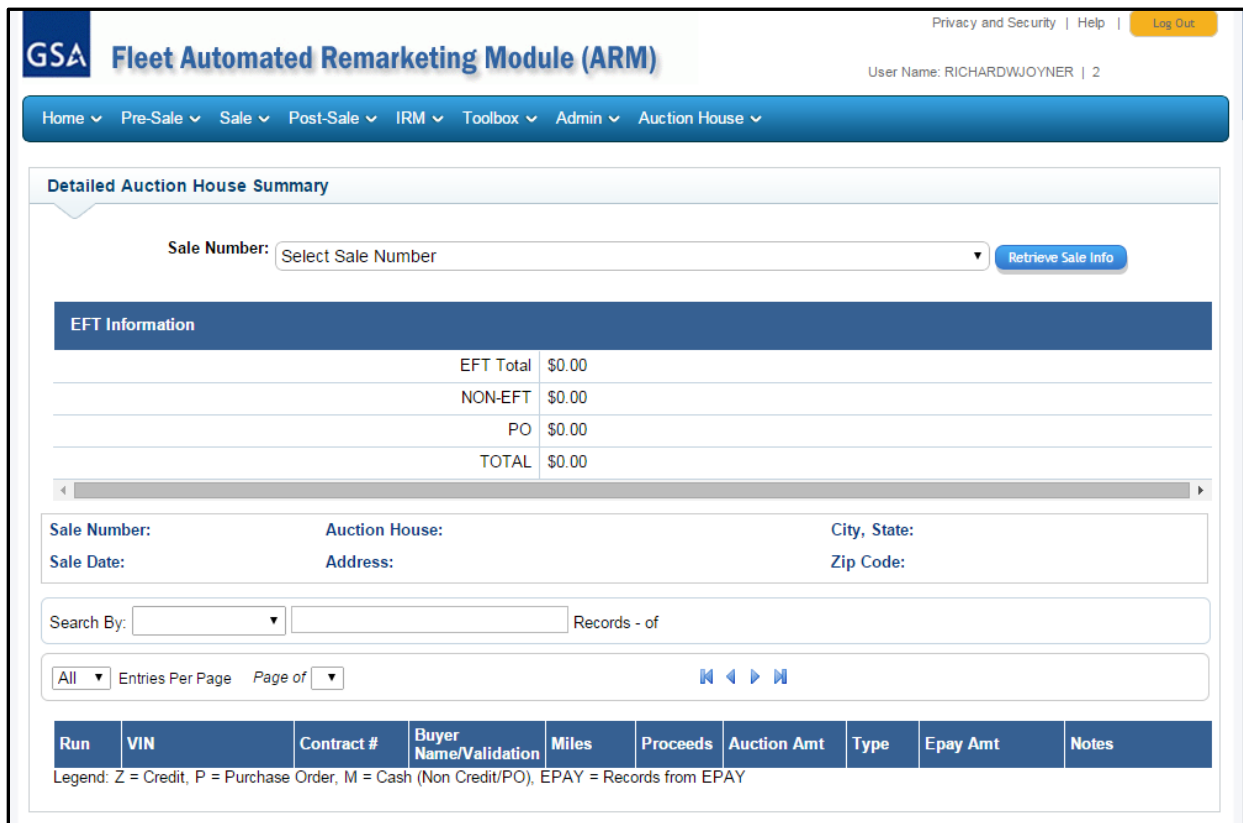 Privacy and Security | Help | Log Out
GSA Fleet Automated Remarketing Module (ARM)
User Name: RICHARDWJOYNER | 2
Home Pre-Sale Sale Post-Sale IRM Toolbox Admin Auction House
Detailed Auction House Summary
Sale Number: Select Sale Number Retrieve Sale Info
EFT Information
EFT Total $0.00
NON-EFT $0.00
PO $0.00
TOTAL $0.00
Sale Number: Auction House: City, State:
Sale Date: Address: Zip Code:
Search By: Records - of
All Entries Per Page Page of
Run VIN Contract # Buyer Name/Validation Miles Proceeds Auction Amt Type Epay Amt Notes
Legend: Z = Credit, P = Purchase Order, M = Cash (Non Credit/PO), EPAY = Records from EPAY